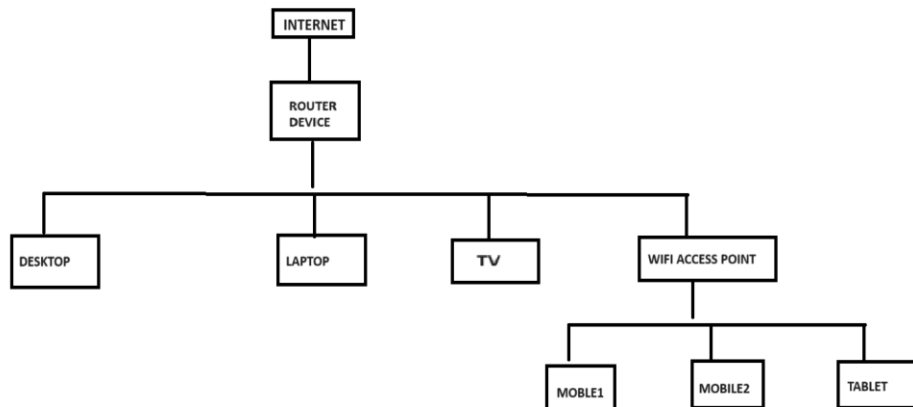 INTERNET
ROUTER
DEVICE
DESKTOP
LAPTOP
TV
WIFI ACCESS POINT
MOBLE1
MOBILE2
TABLET